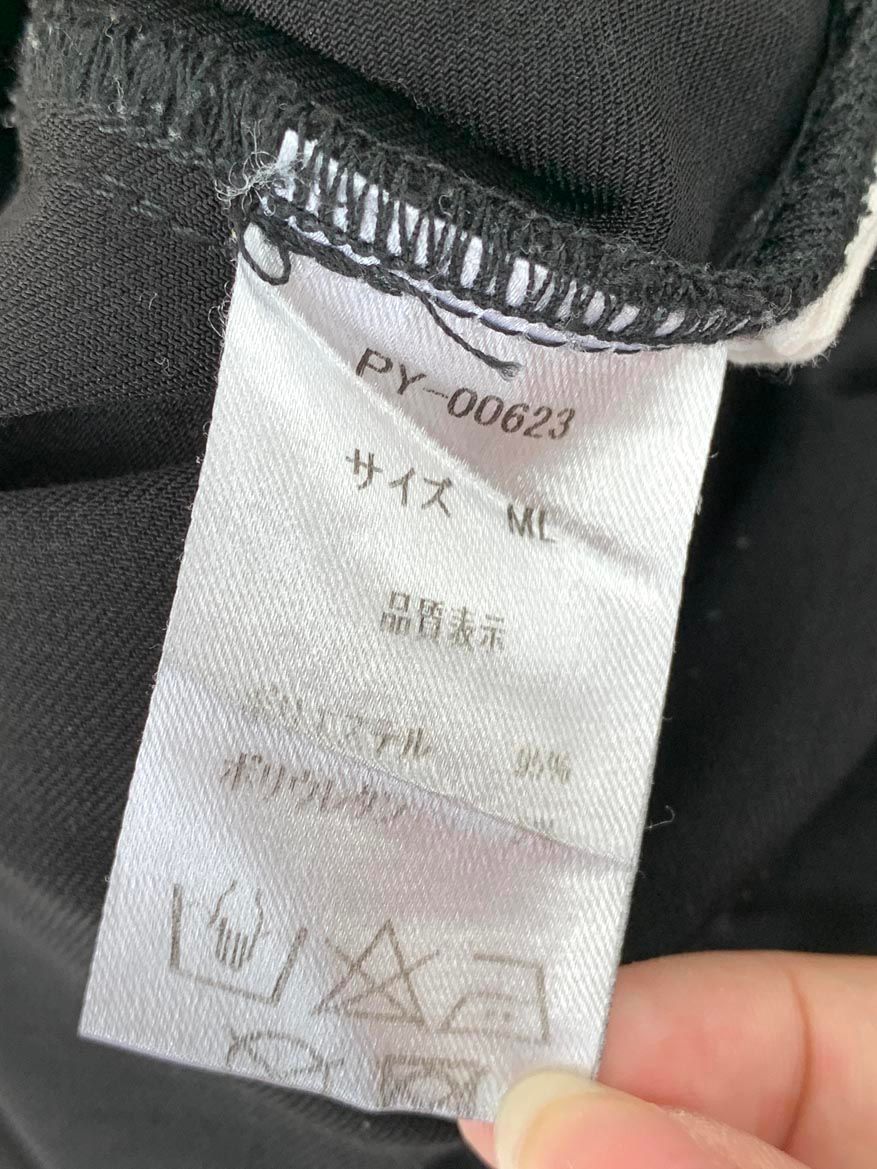 PY-00623
サイズ ML
品質表示
ポリエステル 95%
ポリウレタン